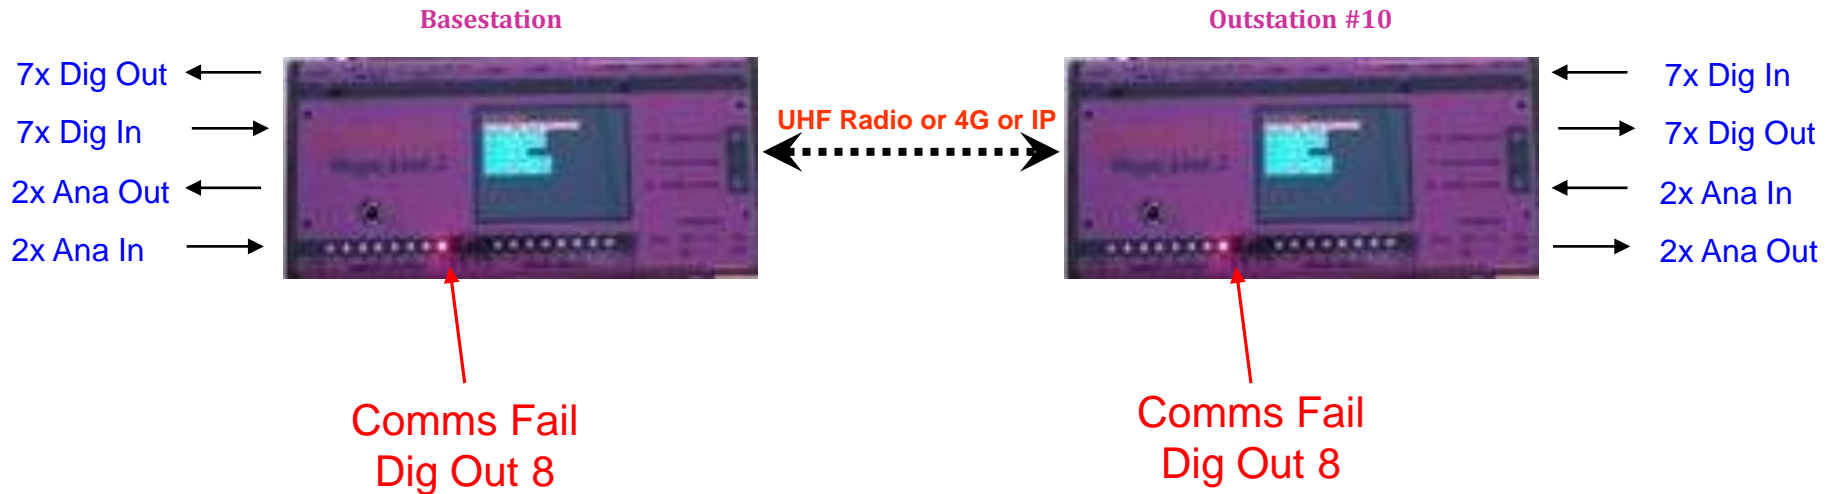 Basestation
Outstation #10
7x Dig Out
7x Dig In
2x Ana Out
2x Ana In
UHF Radio or 4G or IP
7x Dig In
7x Dig Out
2x Ana In
2x Ana Out
Comms Fail
Dig Out 8
Comms Fail
Dig Out 8